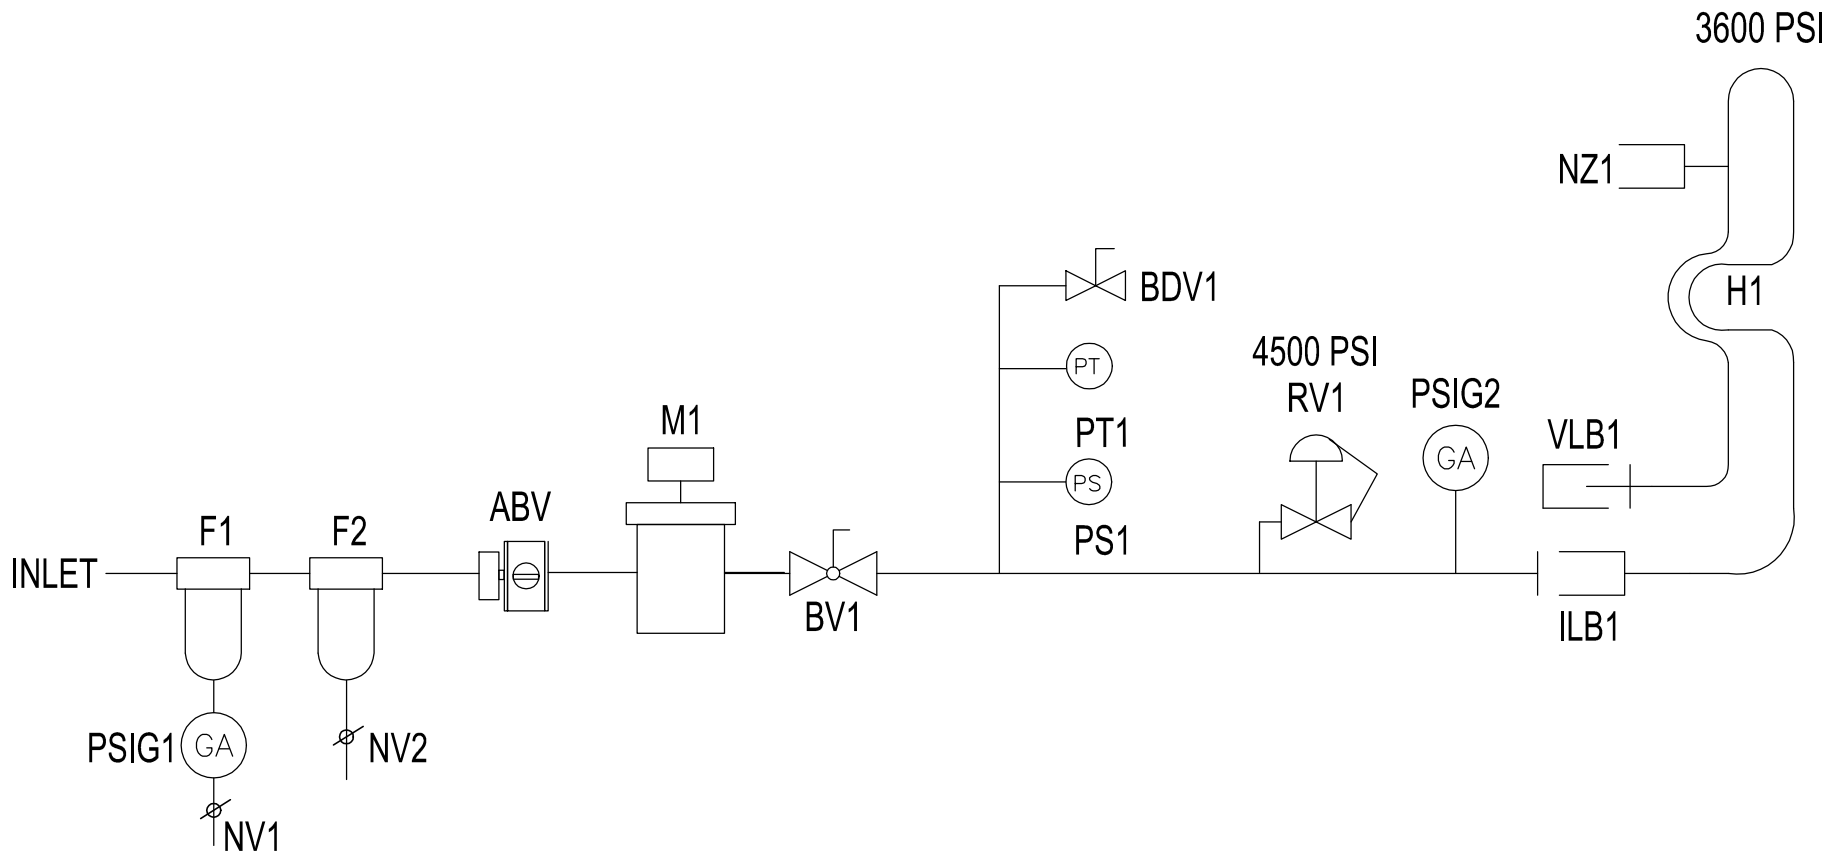 3600 PSI
NZ1
BDV1
H1
4500 PSI
RV1
PT
PSIG2
M1
PT1
VLB1
GA
PS
ABV
F1
F2
PS1
INLET
BV1
ILB1
PSIG1
GA
NV2
NV1